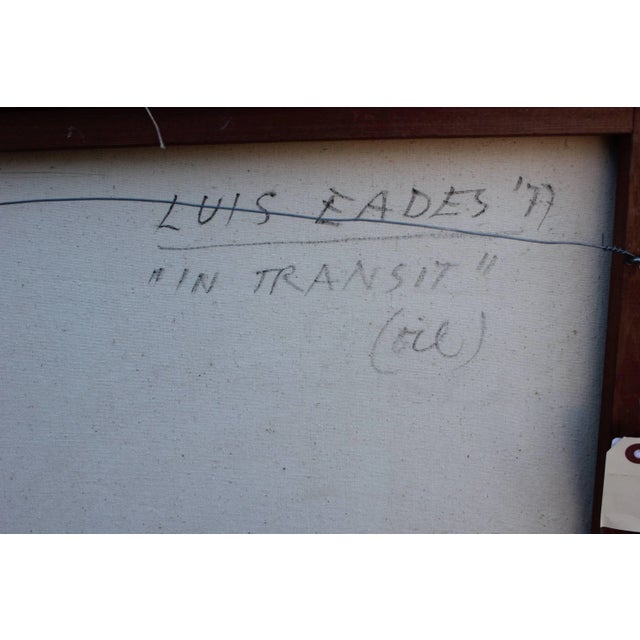 LUIS EADES '77
"IN TRANSIT"
(oil)